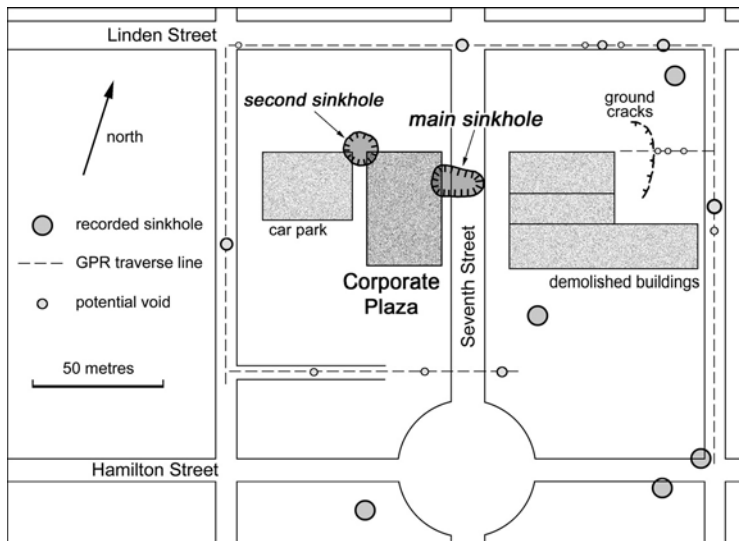 Linden Street
second sinkhole
main sinkhole
ground
cracks
north
recorded sinkhole
GPR traverse line
potential void
50 metres
car park
Corporate
Plaza
Seventh Street
demolished buildings
Hamilton Street